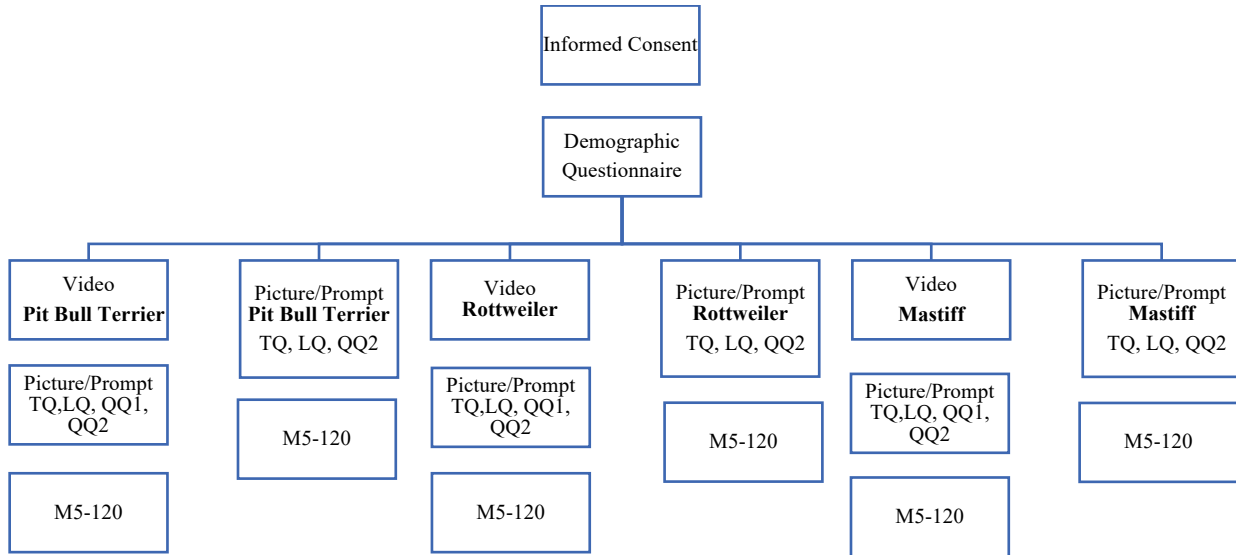 Informed Consent
Demographic
Questionnaire
Video
Pit Bull Terrier
Picture/Prompt
TQ,LQ, QQ1,
QQ2
M5-120
Picture/Prompt
Pit Bull Terrier
TQ, LQ, QQ2
M5-120
Video
Rottweiler
Picture/Prompt
TQ,LQ, QQ1,
QQ2
M5-120
Picture/Prompt
Rottweiler
TQ, LQ, QQ2
M5-120
Video
Mastiff
Picture/Prompt
TQ,LQ, QQ1,
QQ2
M5-120
Picture/Prompt
Mastiff
TQ, LQ, QQ2
M5-120